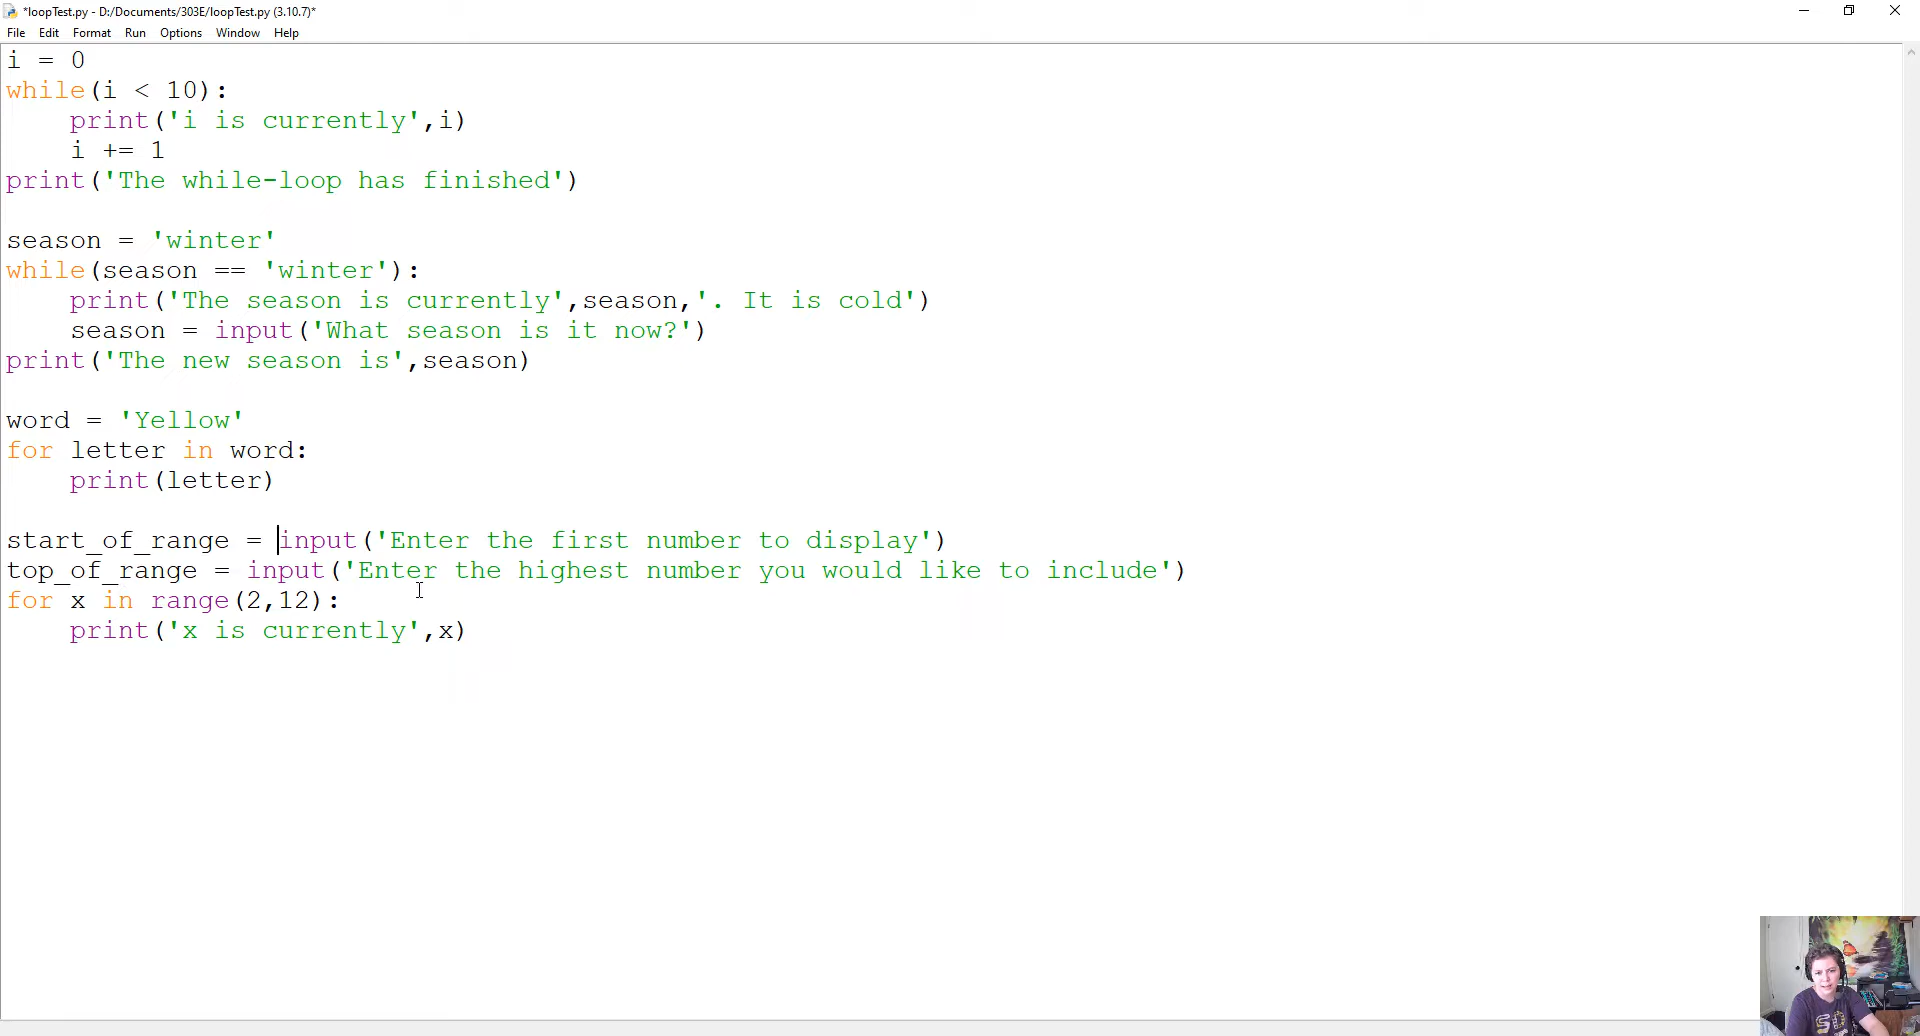 *loopTest.py - D:/Documents/303E/loopTest.py (3.10.7)*
File Edit Format Run Options Window Help
i = 0
while(i < 10):
    print('i is currently',i)
    i += 1
print('The while-loop has finished')

season = 'winter'
while(season == 'winter'):
    print('The season is currently',season,'. It is cold')
    season = input('What season is it now?')
print('The new season is',season)

word = 'Yellow'
for letter in word:
    print(letter)

start_of_range = input('Enter the first number to display')
top_of_range = input('Enter the highest number you would like to include')
for x in range(2,12):
    print('x is currently',x)